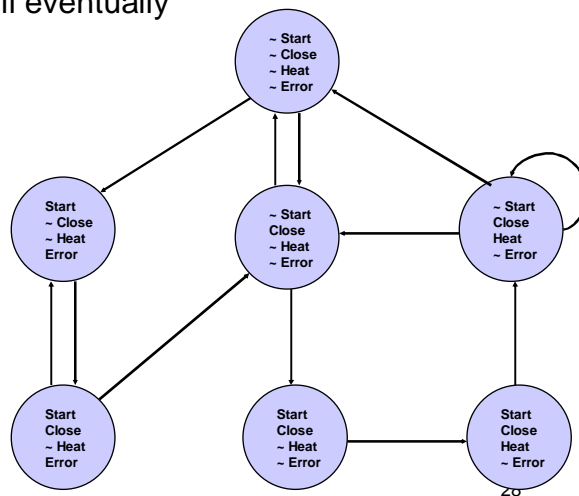 ll eventually
~ Start
~ Close
~ Heat
~ Error
Start
~ Close
~ Heat
Error
~ Start
Close
~ Heat
~ Error
~ Start
Close
Heat
~ Error
Start
Close
~ Heat
Error
Start
Close
~ Heat
~ Error
Start
Close
Heat
~ Error
28